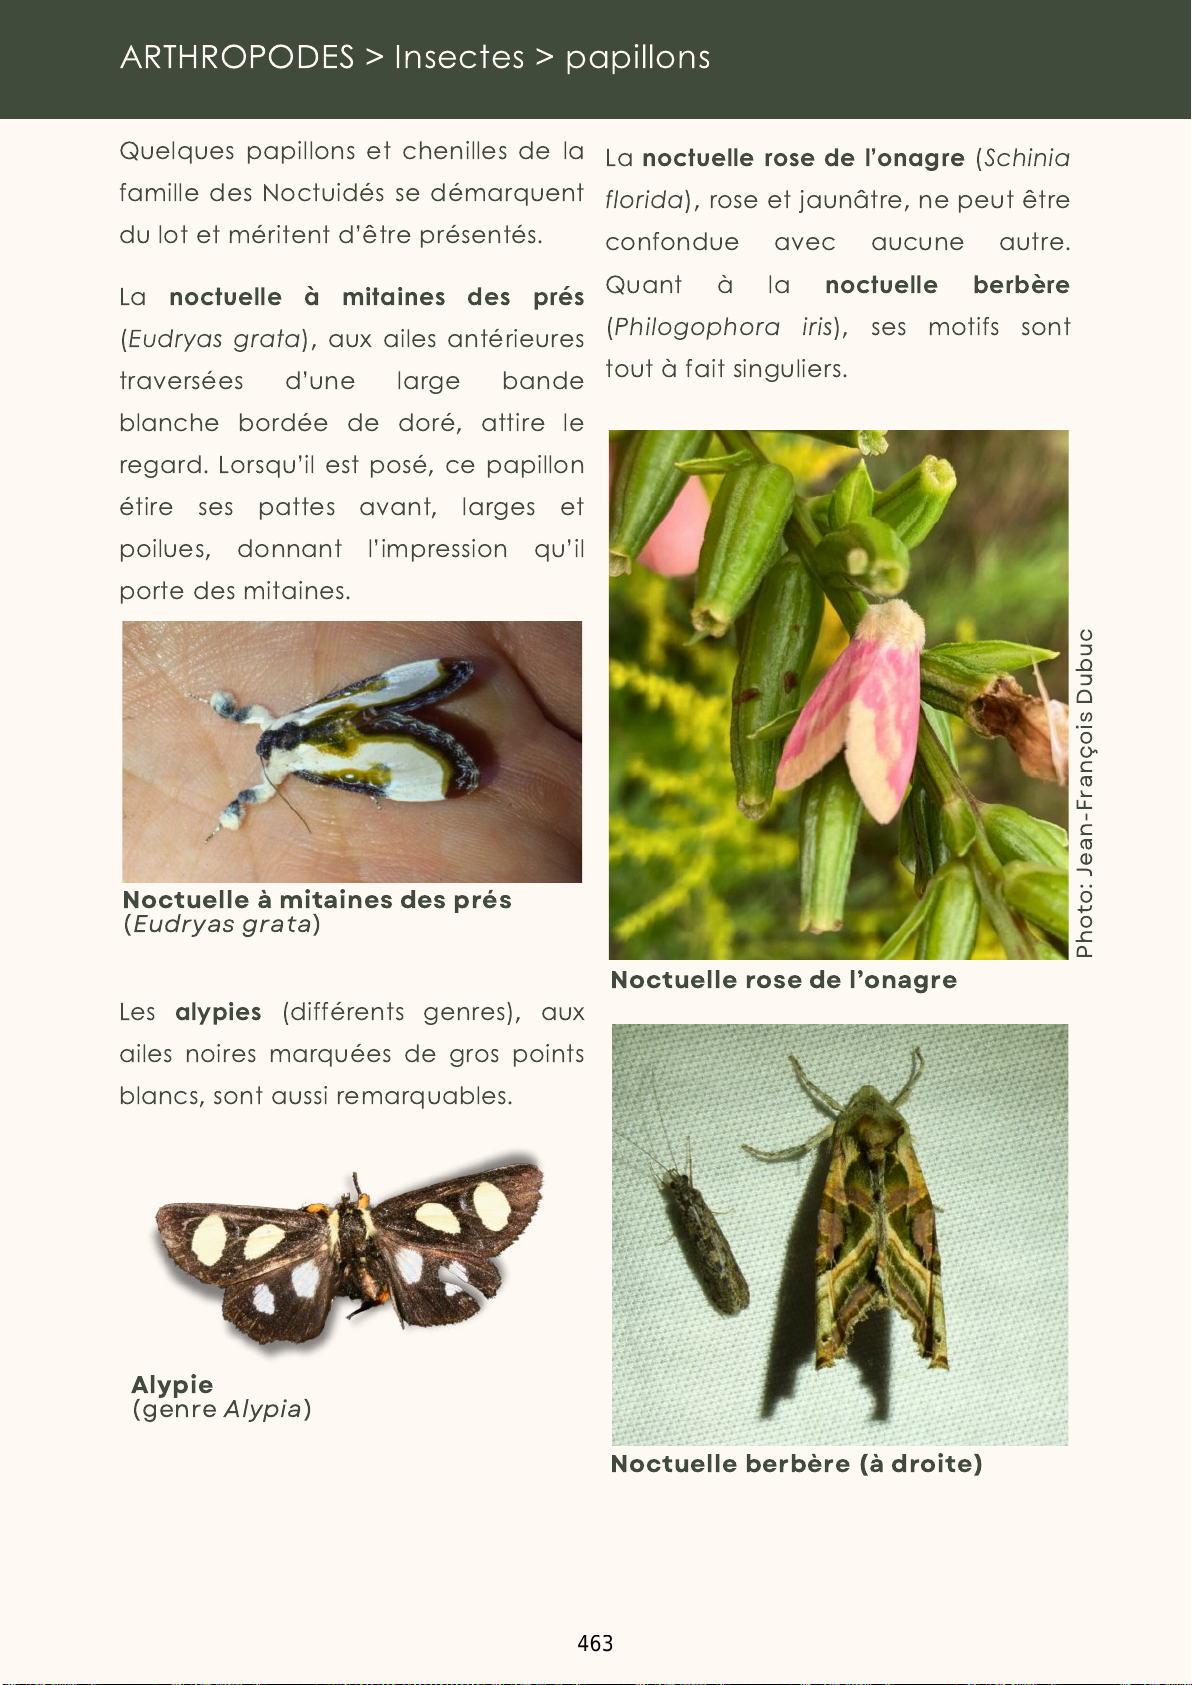 ARTHROPODES > Insectes > papillons
Quelques papillons et chenilles de la
famille des Noctuidés se démarquent
du lot et méritent d'être présentés.
La noctuelle à mitaines des prés
(Eudryas grata), aux ailes antérieures
traversées d'une large bande
blanche bordée de doré, attire le
regard. Lorsqu'il est posé, ce papillon
étire ses pattes avant, larges et
poilues, donnant l'impression qu'il
porte des mitaines.
Noctuelle à mitaines des prés
(Eudryas grata)
Les alypies (différents genres), aux
ailes noires marquées de gros points
blancs, sont aussi remarquables.
Alypie
(genre Alypia)
La noctuelle rose de l'onagre (Schinia
florida), rose et jaunâtre, ne peut être
confondue avec aucune autre.
Quant à la noctuelle berbère
(Philogophora iris), ses motifs sont
tout à fait singuliers.
Photo: Jean-François Dubuc
Noctuelle rose de l'onagre
Noctuelle berbère (à droite)
463